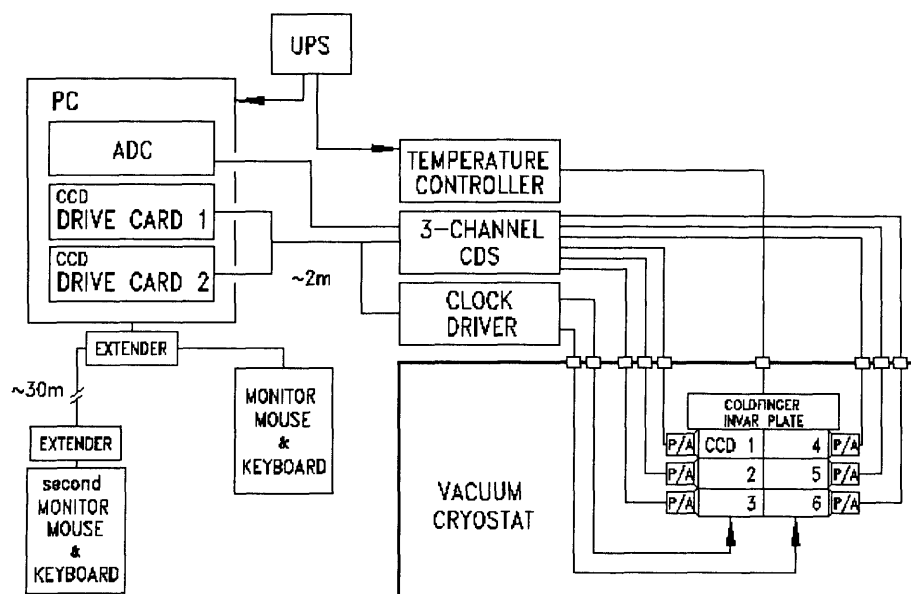 UPS
PC
ADC
CCD
DRIVE CARD 1
CCD
DRIVE CARD 2
~2m
TEMPERATURE
CONTROLLER
3-CHANNEL
CDS
CLOCK
DRIVER
EXTENDER
~30m
MONITOR
MOUSE
&
KEYBOARD
EXTENDER
second
MONITOR
MOUSE
&
KEYBOARD
VACUUM
CRYOSTAT
COLDFINGER
INVAR PLATE
P/A CCD 1 4 P/A
P/A 2 5 P/A
P/A 3 6 P/A